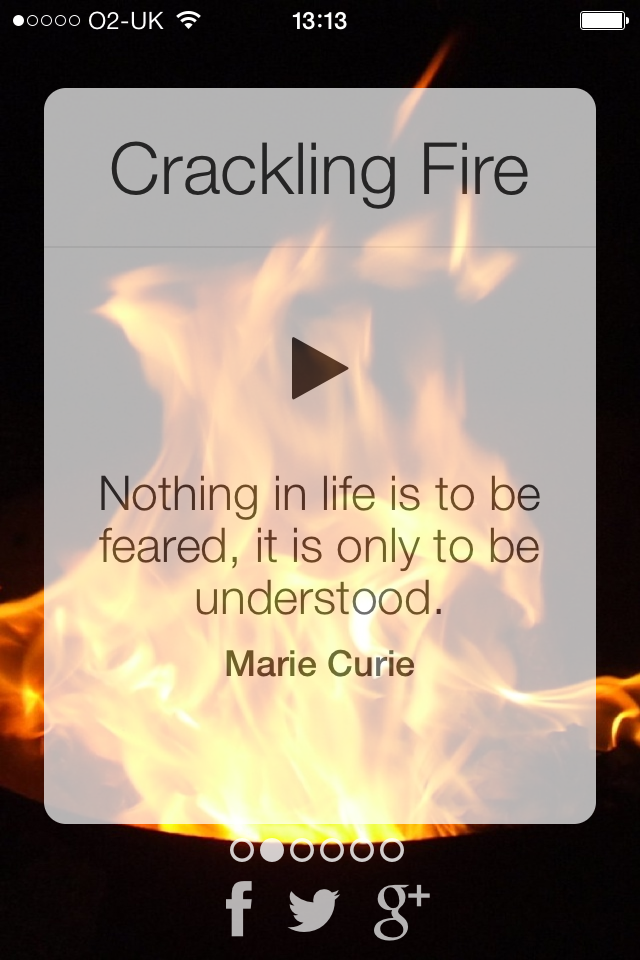 O2-UK 13:13
Crackling Fire
Nothing in life is to be
feared, it is only to be
understood.
Marie Curie
f g+